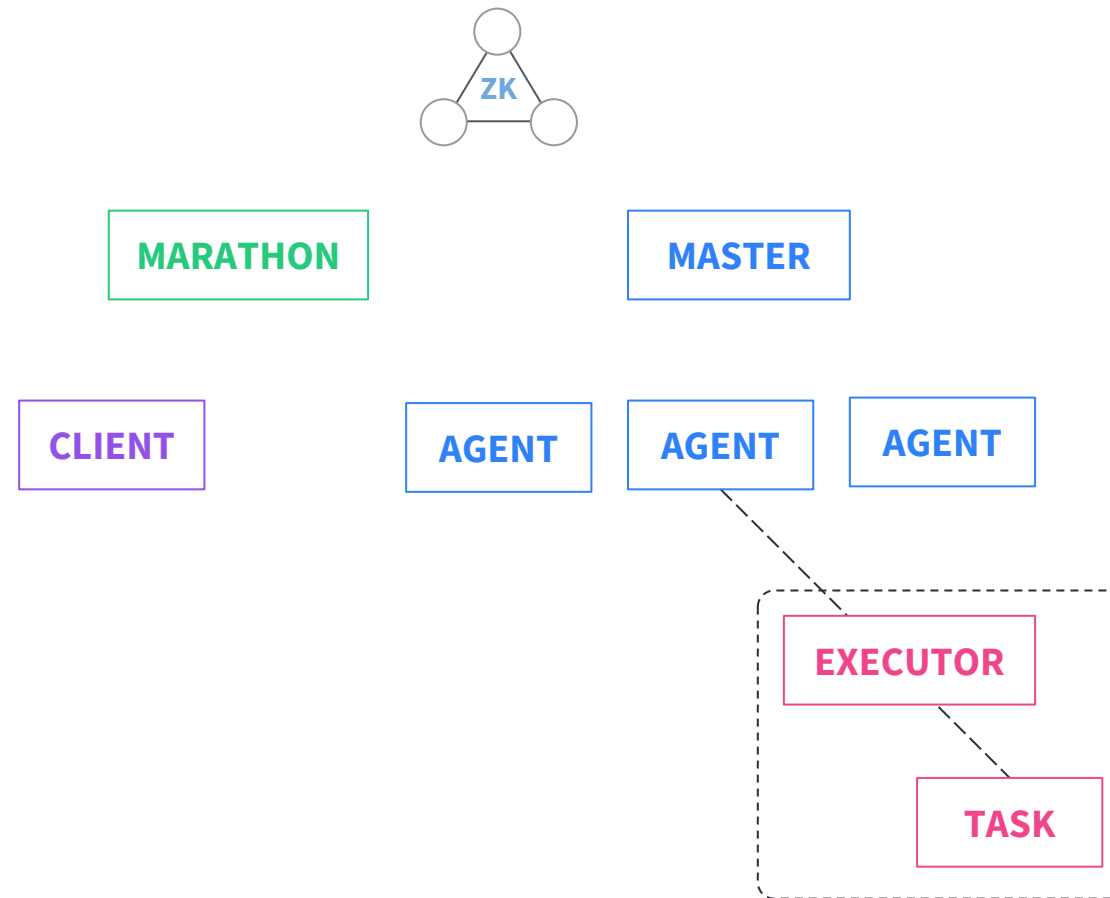 ZK
MARATHON
MASTER
CLIENT
AGENT
AGENT
AGENT
EXECUTOR
TASK